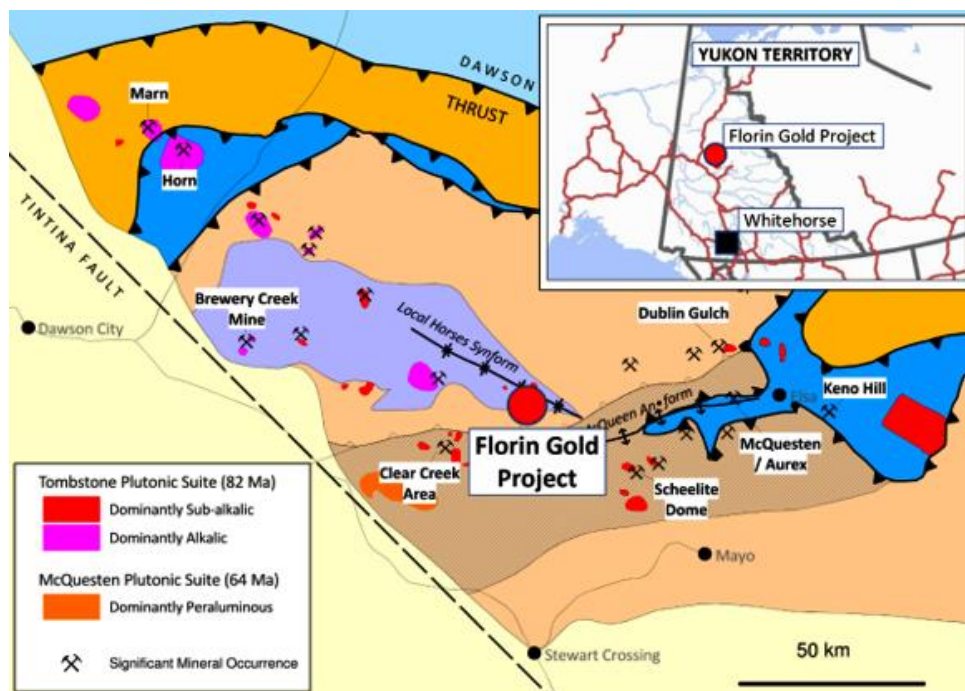 DAWSON
THRUST
Marn
Horn
TINTINA FAULT
YUKON TERRITORY
Florin Gold Project
Whitehorse
Dawson City
Brewery Creek
Mine
Local Horses Synform
Dublin Gulch
Keno Hill
Elsa
McQuesten
/ Aurex
Florin Gold
Project
Clear Creek
Area
Scheelite
Dome
Mayo
Stewart Crossing
50 km
Tombstone Plutonic Suite (82 Ma)
Dominantly Sub-alkalic
Dominantly Alkalic
McQuesten Plutonic Suite (64 Ma)
Dominantly Peraluminous
Significant Mineral Occurrence